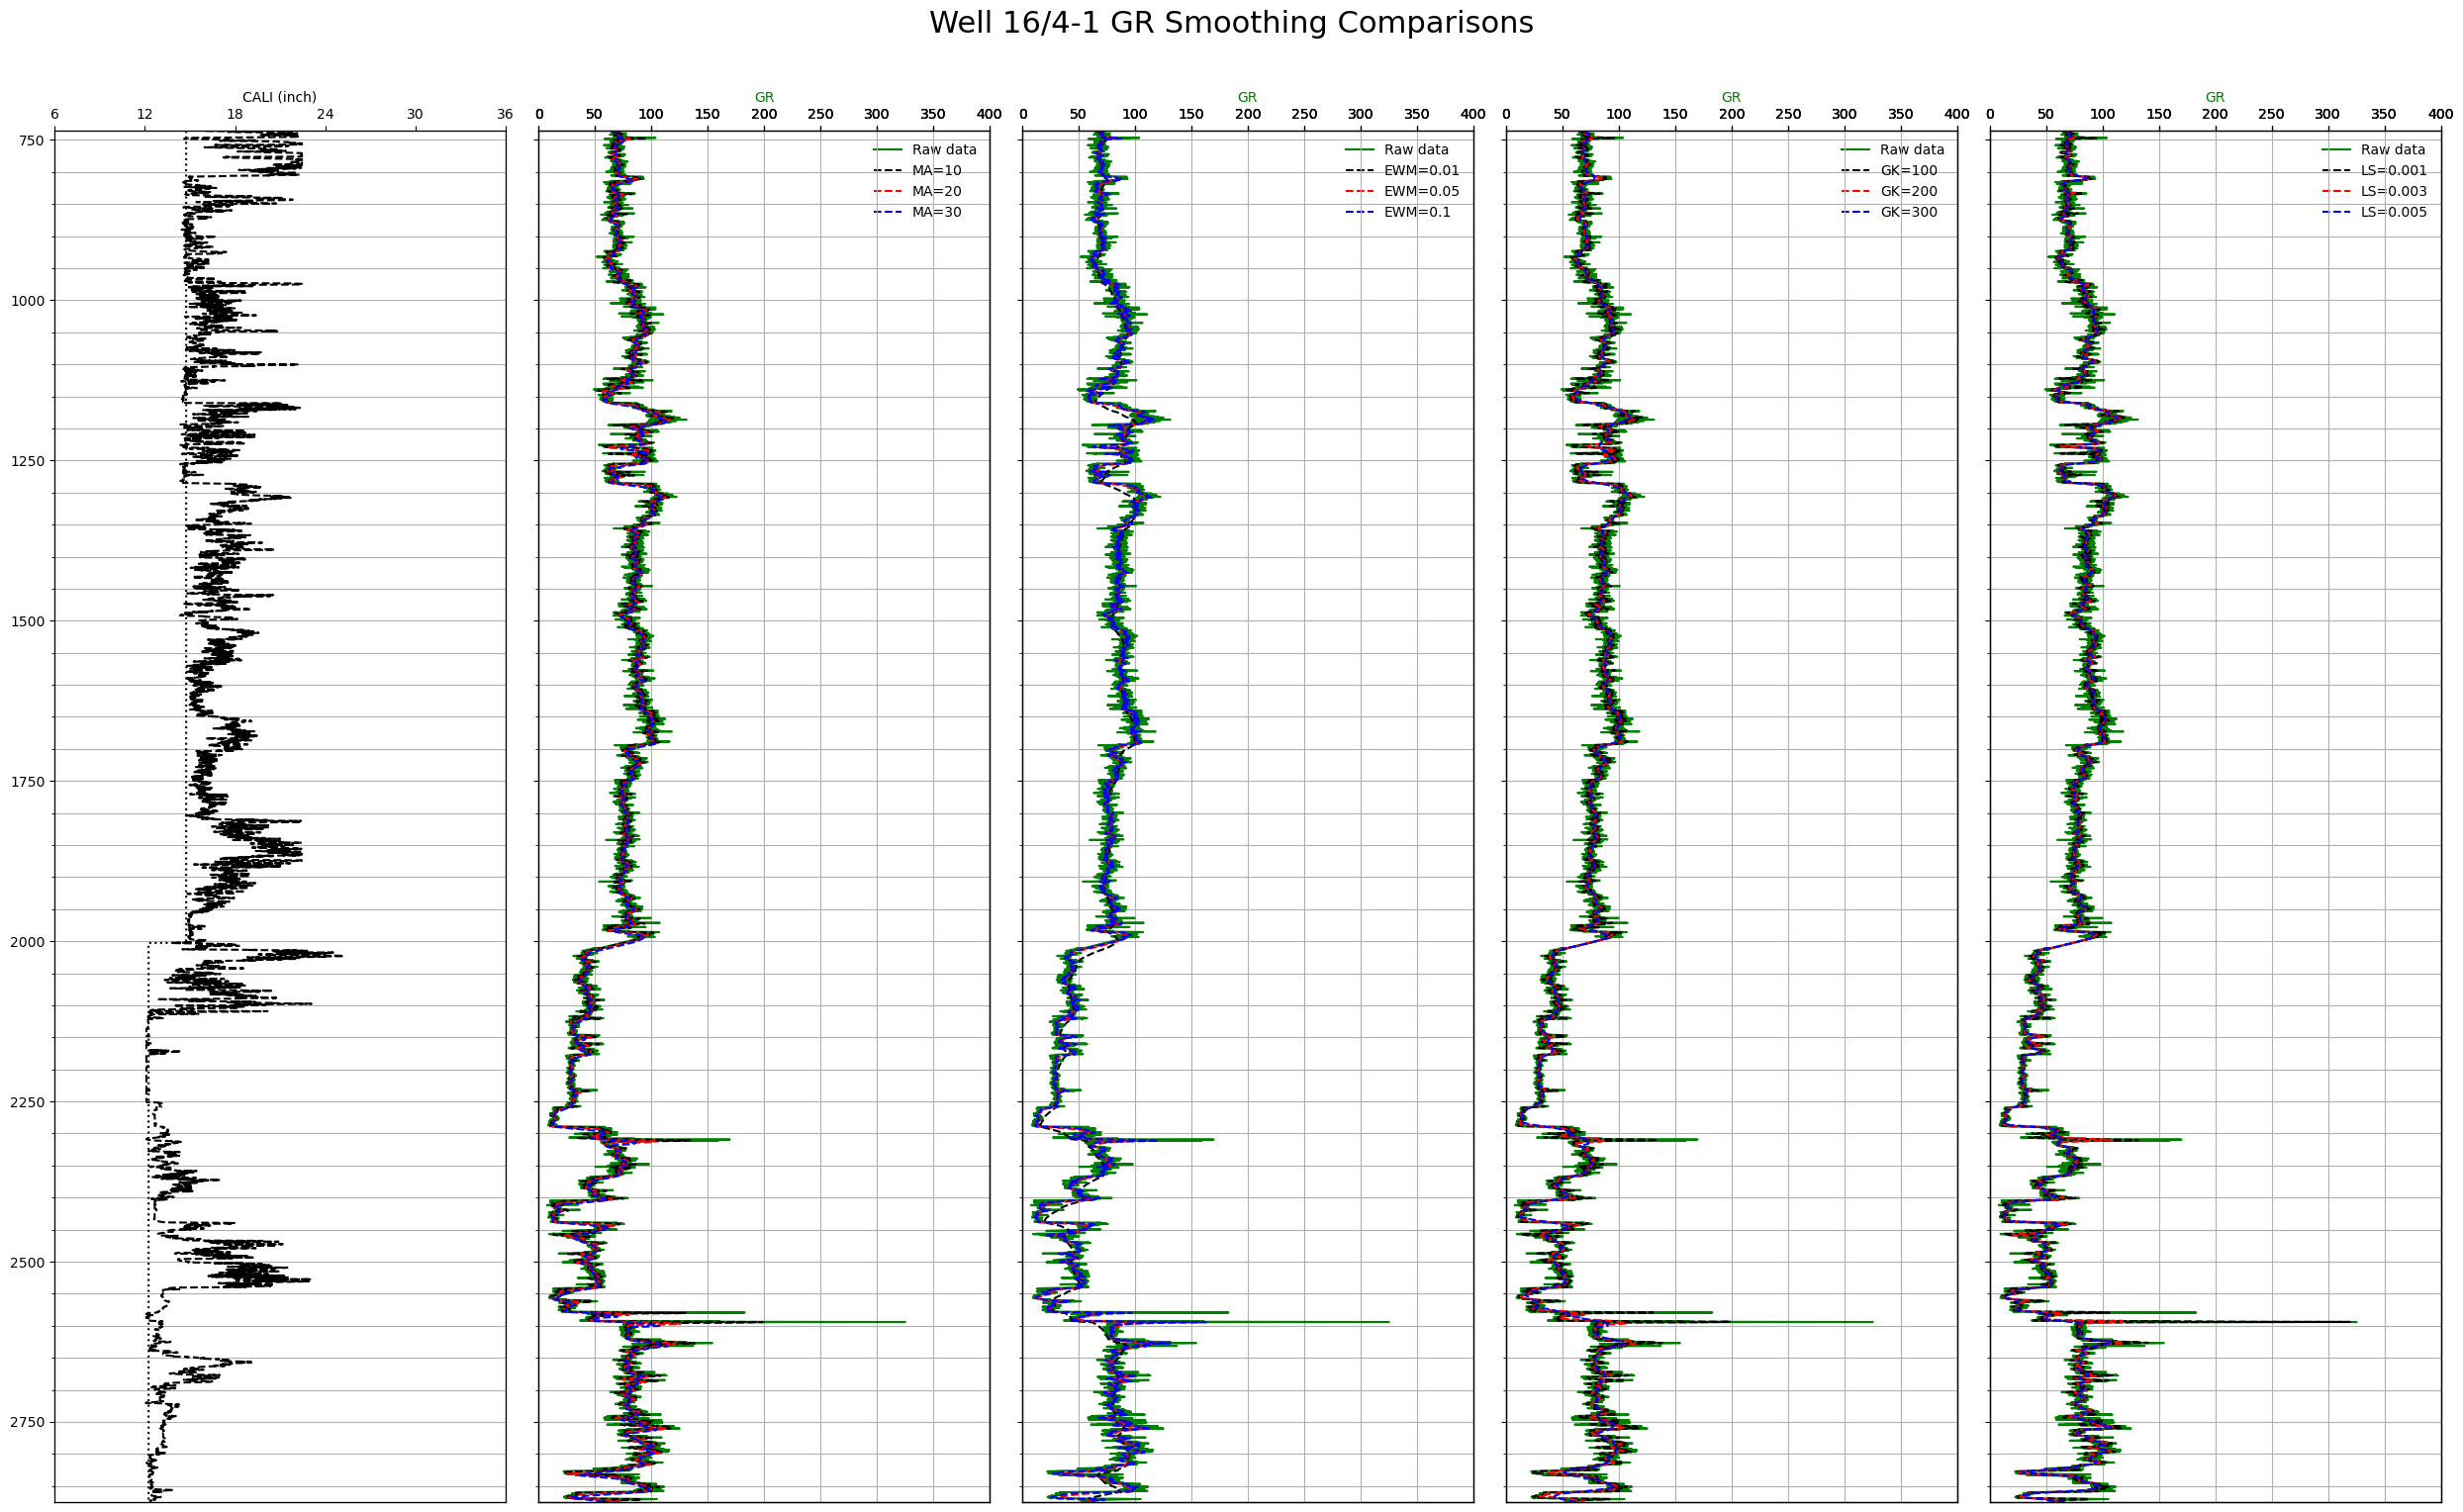 Well 16/4-1 GR Smoothing Comparisons
CALI (inch)
GR
GR
GR
GR
6 12 18 24 30 36
0 50 100 150 200 250 300 350 400
0 50 100 150 200 250 300 350 400
0 50 100 150 200 250 300 350 400
0 50 100 150 200 250 300 350 400
750
1000
1250
1500
1750
2000
2250
2500
2750
Raw data
MA=10
MA=20
MA=30
Raw data
EWM=0.01
EWM=0.05
EWM=0.1
Raw data
GK=100
GK=200
GK=300
Raw data
LS=0.001
LS=0.003
LS=0.005